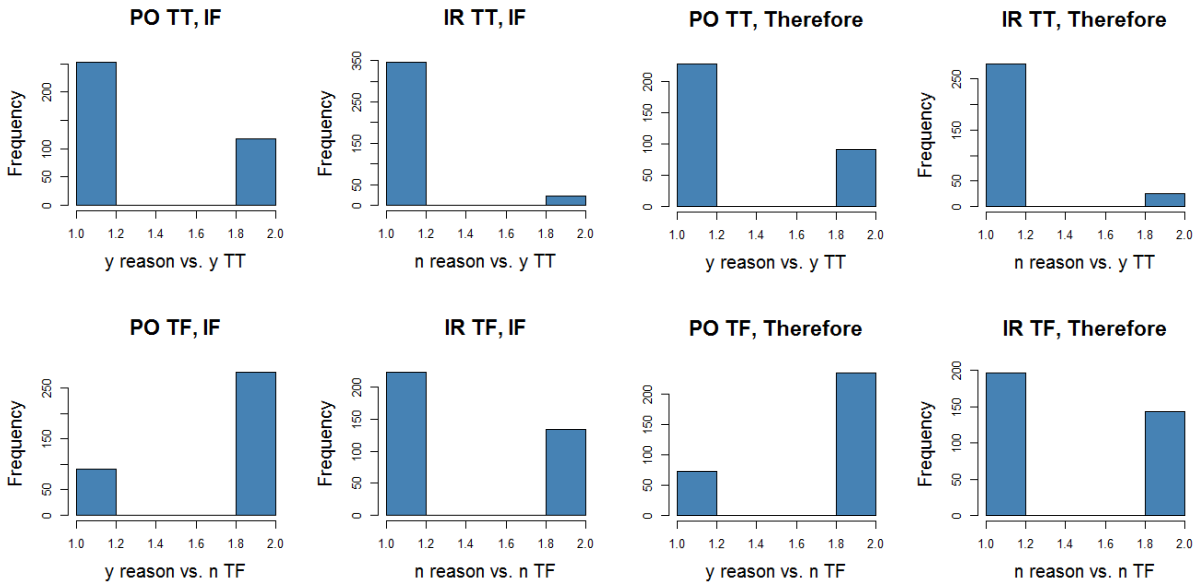 PO TT, IF
Frequency
0
50
100
200
1.0 1.2 1.4 1.6 1.8 2.0
y reason vs. y TT
IR TT, IF
Frequency
0
50
100
150
200
250
300
350
1.0 1.2 1.4 1.6 1.8 2.0
n reason vs. y TT
PO TT, Therefore
Frequency
0
50
100
150
200
1.0 1.2 1.4 1.6 1.8 2.0
y reason vs. y TT
IR TT, Therefore
Frequency
0
50
150
250
1.0 1.2 1.4 1.6 1.8 2.0
n reason vs. y TT
PO TF, IF
Frequency
0
50
150
250
1.0 1.2 1.4 1.6 1.8 2.0
y reason vs. n TF
IR TF, IF
Frequency
0
50
100
150
200
1.0 1.2 1.4 1.6 1.8 2.0
n reason vs. n TF
PO TF, Therefore
Frequency
0
50
100
150
200
1.0 1.2 1.4 1.6 1.8 2.0
y reason vs. n TF
IR TF, Therefore
Frequency
0
50
100
150
200
1.0 1.2 1.4 1.6 1.8 2.0
n reason vs. n TF